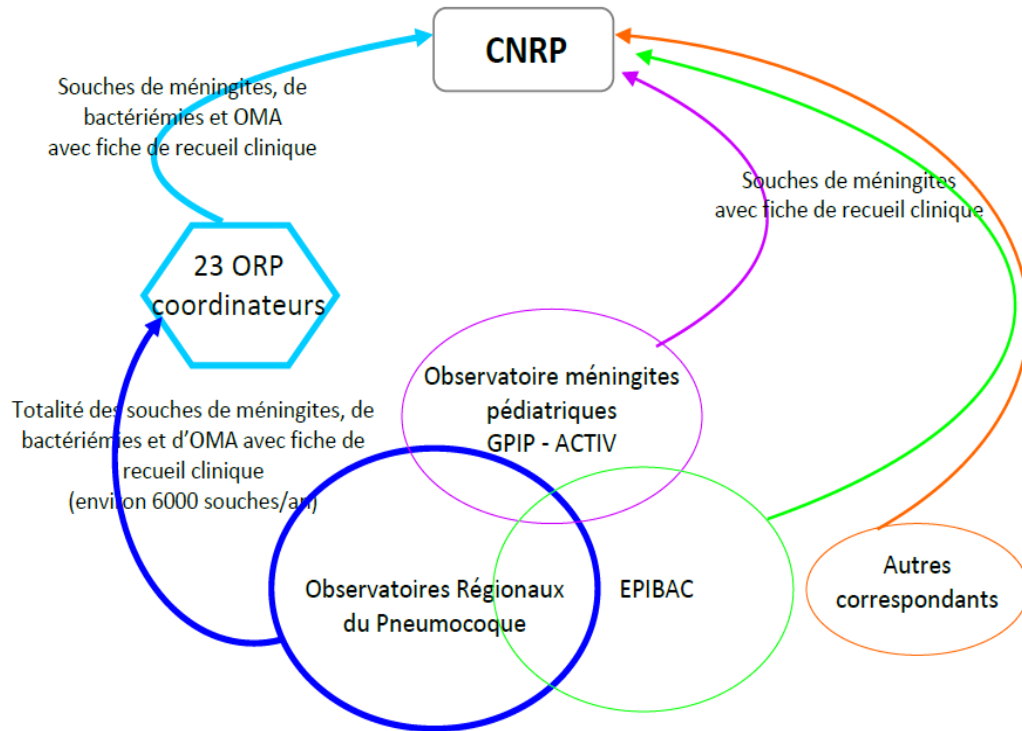 CNRP
Souches de méningites, de
bactériémies et OMA
avec fiche de recueil clinique
Souches de méningites
avec fiche de recueil clinique
23 ORP
coordinateurs
Observatoire méningites
pédiatriques
GPIP - ACTIV
Totalité des souches de méningites, de
bactériémies et d’OMA avec fiche de
recueil clinique
(environ 6000 souches/an)
Observatoires Régionaux
du Pneumocoque
EPIBAC
Autres
correspondants